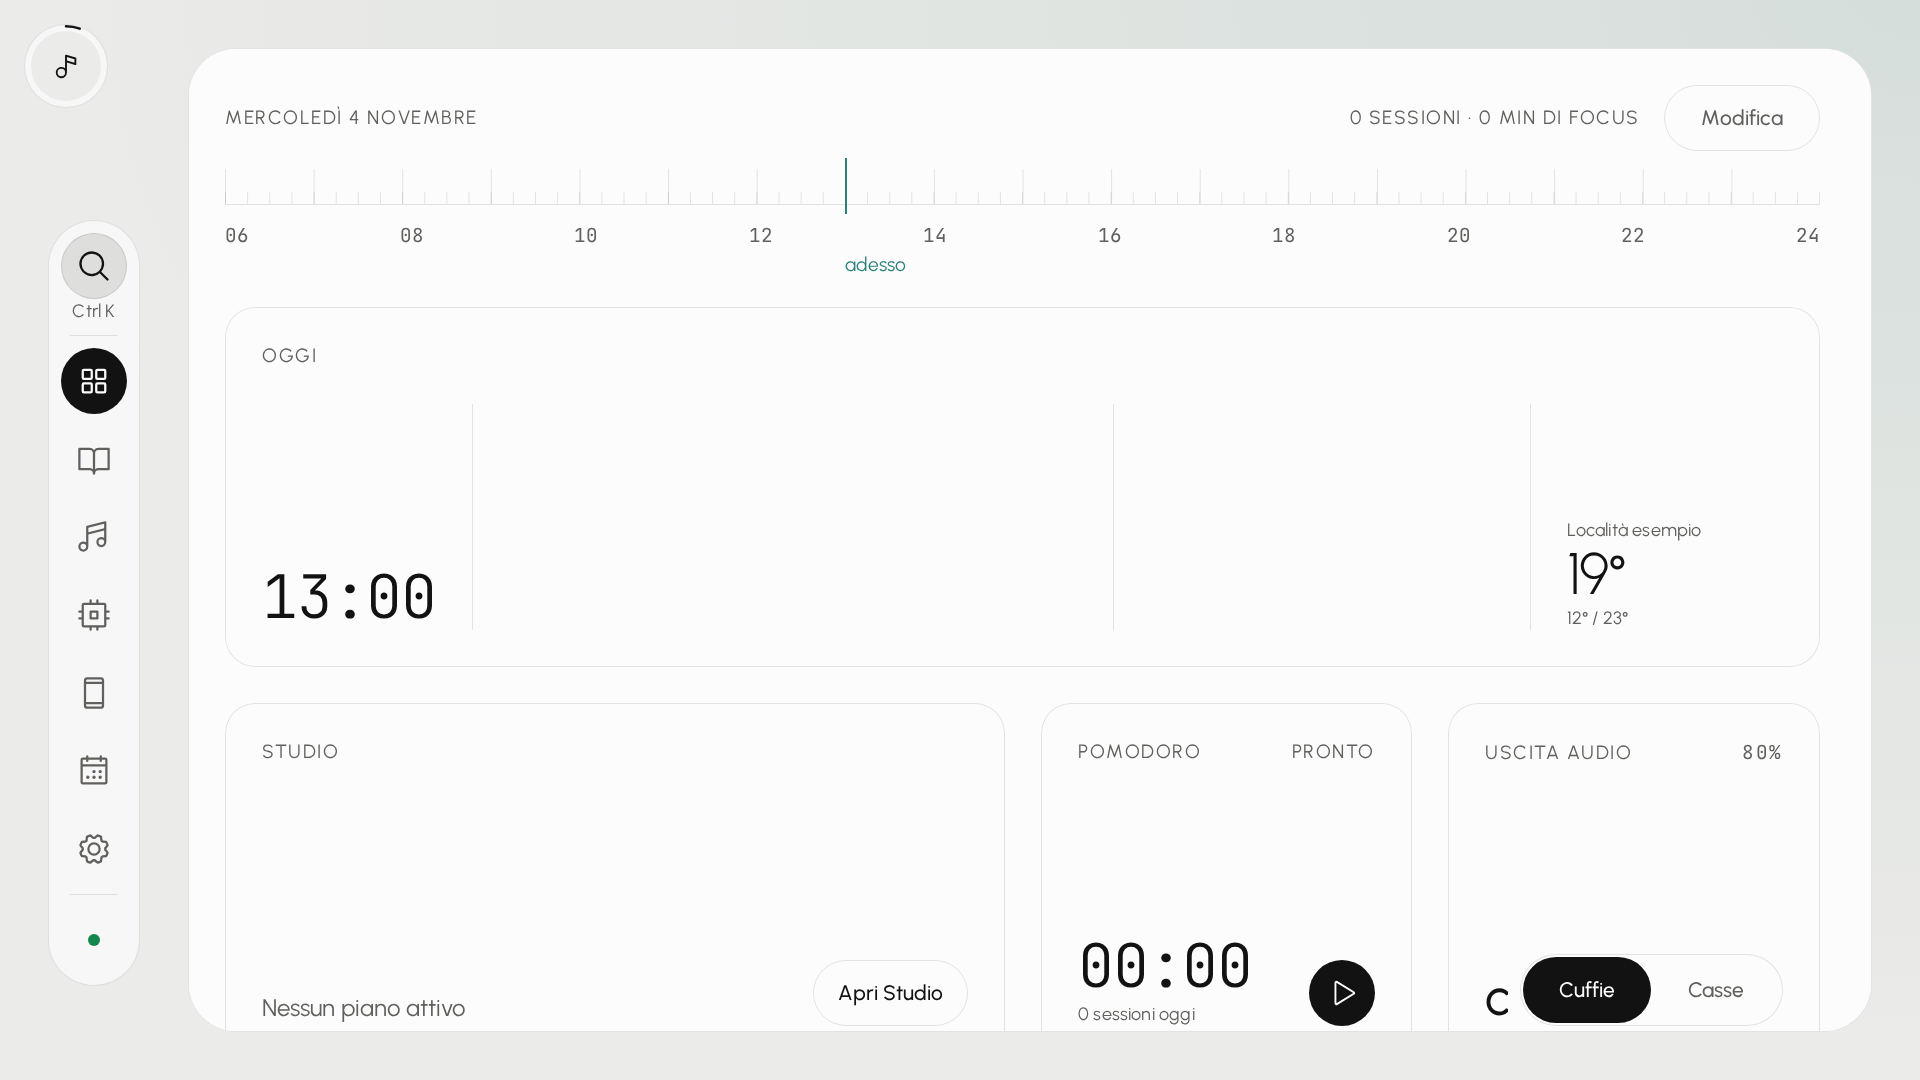 MERCOLEDÌ 4 NOVEMBRE
0 SESSIONI · 0 MIN DI FOCUS
Modifica
06 08 10 12 14 16 18 20 22 24
adesso
Ctrl K
OGGI
13:00
Località esempio
19°
12° / 23°
STUDIO
Nessun piano attivo
Apri Studio
POMODORO
PRONTO
00:00
0 sessioni oggi
USCITA AUDIO
80%
C
Cuffie
Casse